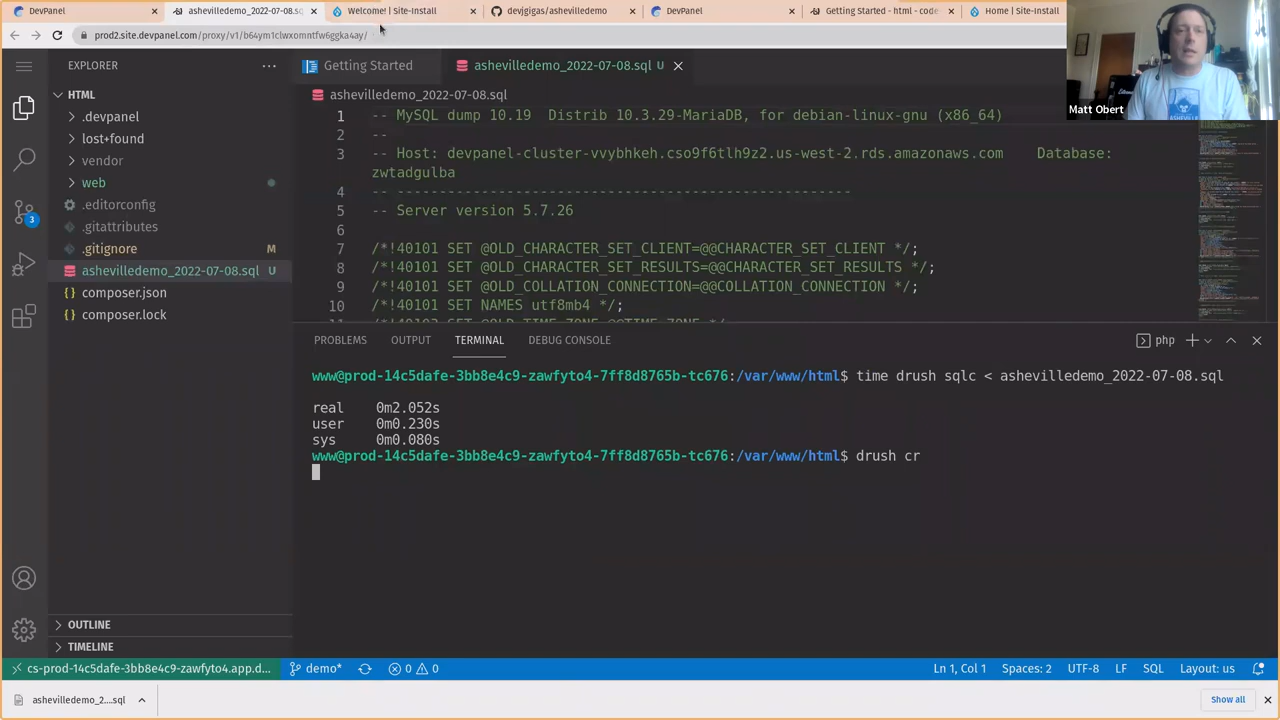 DevPanel
ashevilledemo_2022-07-08.sq
Welcome! | Site-Install
devjgigas/ashevilledemo
DevPanel
Getting Started - html - code
Home | Site-Install
prod2.site.devpanel.com/proxy/v1/b64ym1clwxomntfw6ggka4ay/
Matt Obert
EXPLORER
Getting Started
ashevilledemo_2022-07-08.sql U
HTML
.devpanel
lost+found
vendor
web
.editorconfig
.gitattributes
.gitignore M
ashevilledemo_2022-07-08.sql U
composer.json
composer.lock
OUTLINE
TIMELINE
3
ashevilledemo_2022-07-08.sql
1 -- MySQL dump 10.19 Distrib 10.3.29-MariaDB, for debian-linux-gnu (x86_64)
2 --
3 -- Host: devpanel-cluster-vvybhkeh.cso9f6tlh9z2.us-west-2.rds.amazonaws.com Database:
zwtadgulba
4 -- ------------------------------------------------------
5 -- Server version 5.7.26
6
7 /*!40101 SET @OLD_CHARACTER_SET_CLIENT=@@CHARACTER_SET_CLIENT */;
8 /*!40101 SET @OLD_CHARACTER_SET_RESULTS=@@CHARACTER_SET_RESULTS */;
9 /*!40101 SET @OLD_COLLATION_CONNECTION=@@COLLATION_CONNECTION */;
10 /*!40101 SET NAMES utf8mb4 */;
PROBLEMS OUTPUT TERMINAL DEBUG CONSOLE
php
www@prod-14c5dafe-3bb8e4c9-zawfyto4-7ff8d8765b-tc676:/var/www/html$ time drush sqlc < ashevilledemo_2022-07-08.sql
real 0m2.052s
user 0m0.230s
sys 0m0.080s
www@prod-14c5dafe-3bb8e4c9-zawfyto4-7ff8d8765b-tc676:/var/www/html$ drush cr
cs-prod-14c5dafe-3bb8e4c9-zawfyto4.app.d...
demo*
0 0
Ln 1, Col 1
Spaces: 2
UTF-8
LF
SQL
Layout: us
ashevilledemo_2....sql
Show all